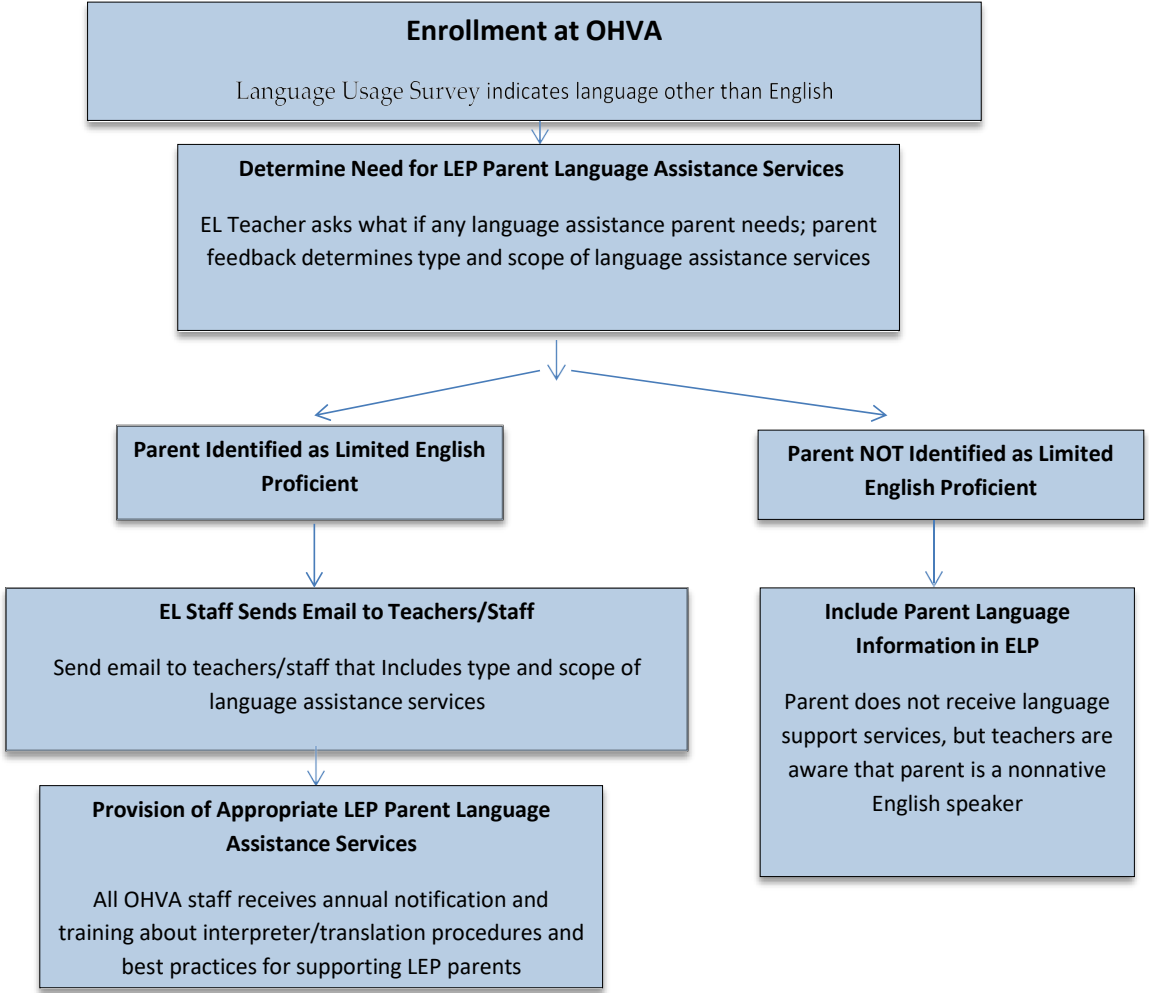 Enrollment at OHVA
Language Usage Survey indicates language other than English
Determine Need for LEP Parent Language Assistance Services
EL Teacher asks what if any language assistance parent needs; parent
feedback determines type and scope of language assistance services
Parent Identified as Limited English
Proficient
Parent NOT Identified as Limited
English Proficient
EL Staff Sends Email to Teachers/Staff
Send email to teachers/staff that Includes type and scope of
language assistance services
Include Parent Language
Information in ELP
Parent does not receive language
support services, but teachers are
aware that parent is a nonnative
English speaker
Provision of Appropriate LEP Parent Language
Assistance Services
All OHVA staff receives annual notification and
training about interpreter/translation procedures and
best practices for supporting LEP parents